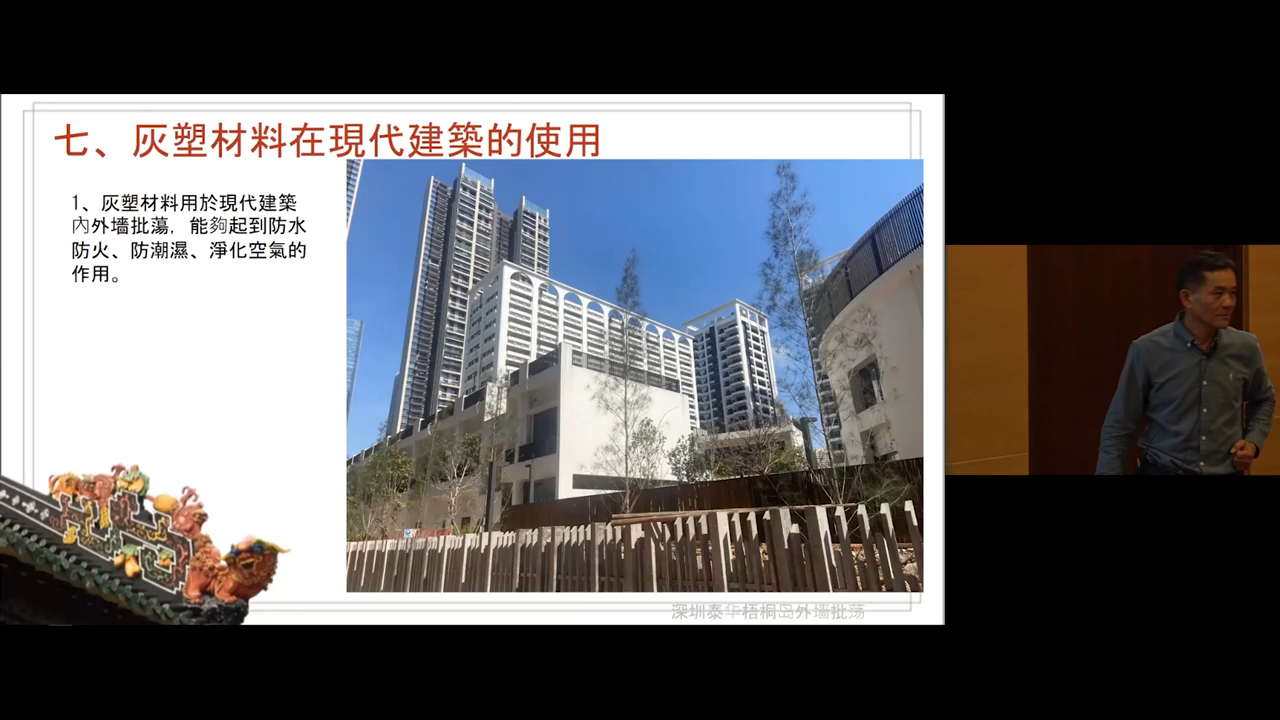 七、灰塑材料在現代建築的使用
1、灰塑材料用於現代建築
內外墻批蕩，能夠起到防水
防火、防潮濕、淨化空氣的
作用。
深圳泰华梧桐岛外墙批荡